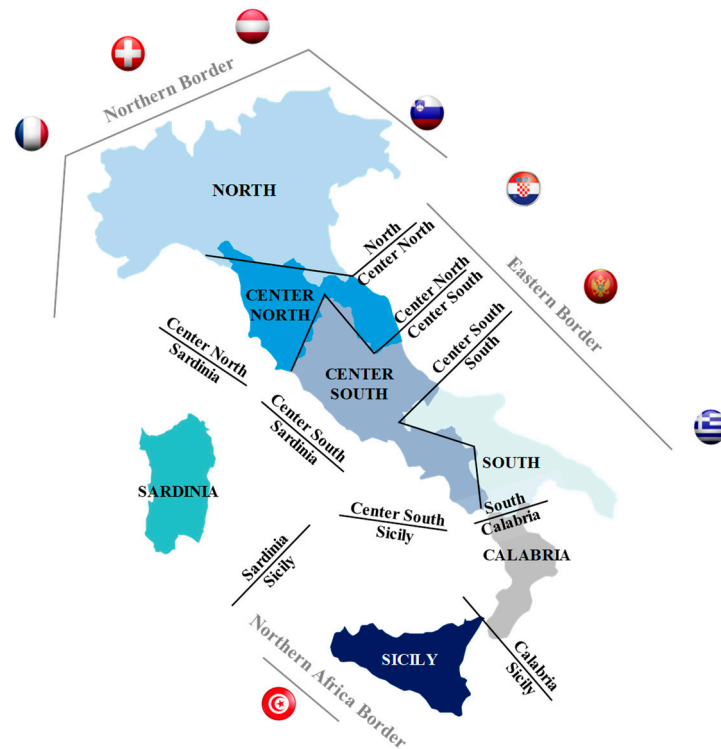 Northern Border
NORTH
North
Center North
Center North
Center South
Eastern Border
CENTER
NORTH
Center South
South
Center North
Sardinia
CENTER
SOUTH
Center South
Sardinia
SOUTH
SARDINIA
South
Calabria
Center South
Sicily
CALABRIA
Sardinia
Sicily
SICILY
Calabria
Sicily
Northern Africa Border